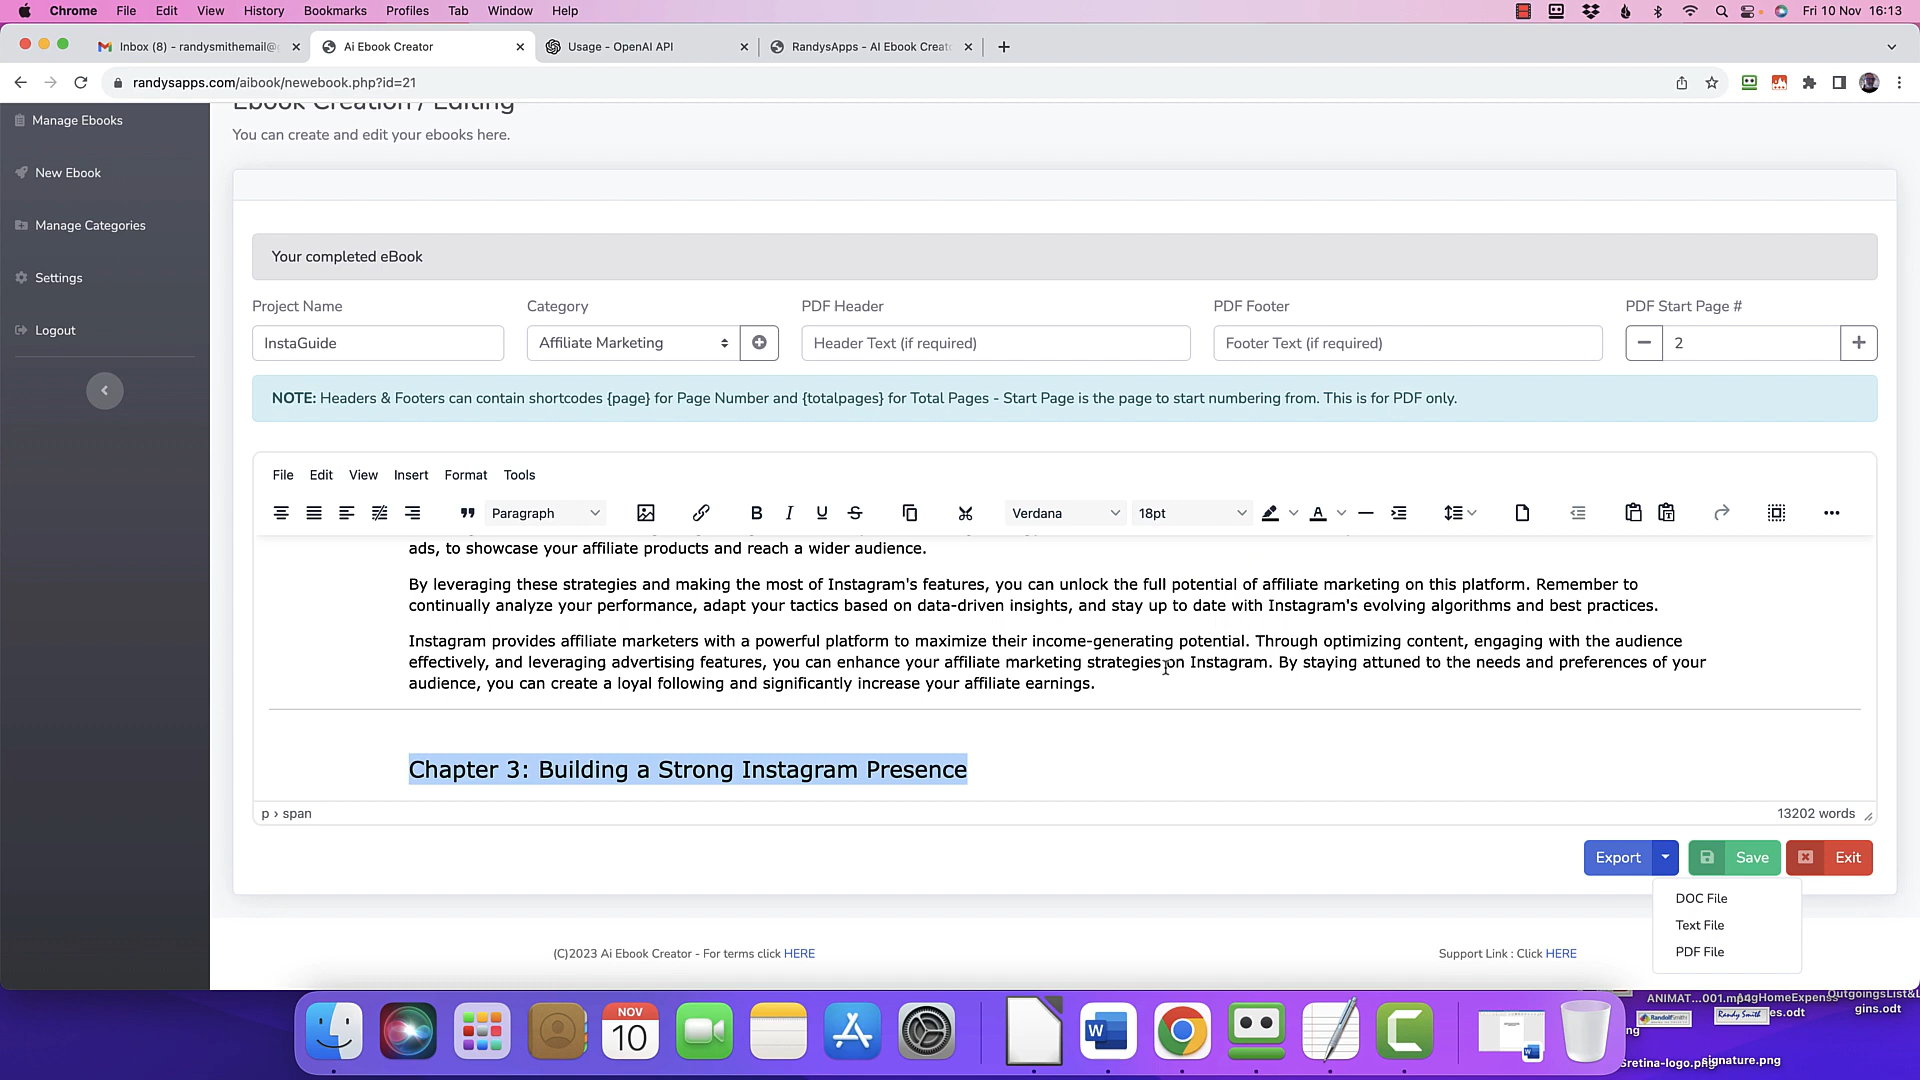 Chrome File Edit View History Bookmarks Profiles Tab Window Help Fri 10 Nov 16:13
Inbox (8) - randysmithemail@ Ai Ebook Creator Usage - OpenAI API RandysApps - AI Ebook Creat
randysapps.com/aibook/newebook.php?id=21
Manage Ebooks
New Ebook
Manage Categories
Settings
Logout
Ebook Creation / Editing
You can create and edit your ebooks here.
Your completed eBook
Project Name Category PDF Header PDF Footer PDF Start Page #
InstaGuide Affiliate Marketing Header Text (if required) Footer Text (if required) 2
NOTE: Headers & Footers can contain shortcodes {page} for Page Number and {totalpages} for Total Pages - Start Page is the page to start numbering from. This is for PDF only.
File Edit View Insert Format Tools
Paragraph B I U S Verdana 18pt A
ads, to showcase your affiliate products and reach a wider audience.
By leveraging these strategies and making the most of Instagram's features, you can unlock the full potential of affiliate marketing on this platform. Remember to
continually analyze your performance, adapt your tactics based on data-driven insights, and stay up to date with Instagram's evolving algorithms and best practices.
Instagram provides affiliate marketers with a powerful platform to maximize their income-generating potential. Through optimizing content, engaging with the audience
effectively, and leveraging advertising features, you can enhance your affiliate marketing strategies on Instagram. By staying attuned to the needs and preferences of your
audience, you can create a loyal following and significantly increase your affiliate earnings.
Chapter 3: Building a Strong Instagram Presence
p › span 13202 words
Export Save Exit
DOC File
Text File
PDF File
(C)2023 Ai Ebook Creator - For terms click HERE Support Link : Click HERE
NOV
10
W
ANIMAT...001.mp4
gins.odt
Randy Smith
signature.png